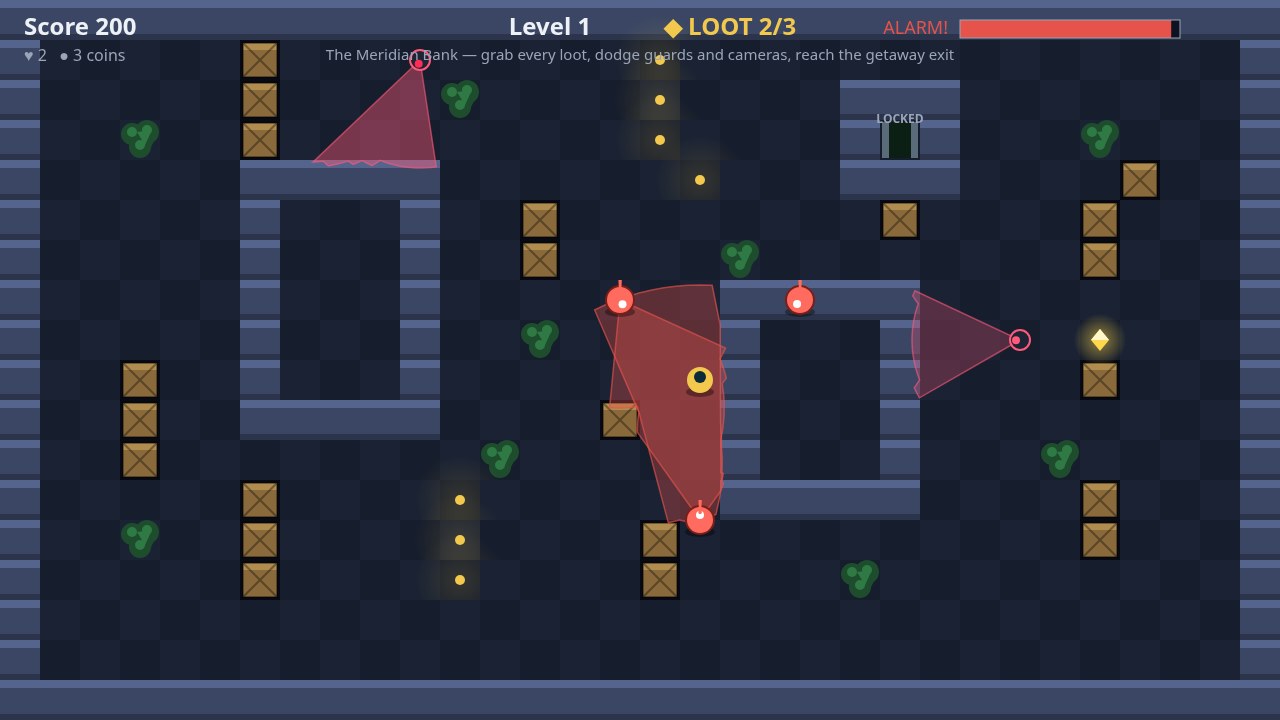 Score 200
Level 1
◆ LOOT 2/3
ALARM!
♥ 2 ● 3 coins
The Meridian Bank — grab every loot, dodge guards and cameras, reach the getaway exit
LOCKED